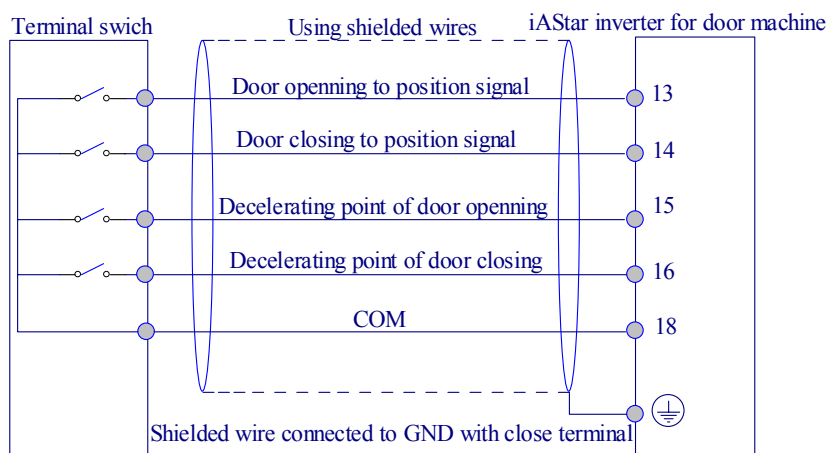 Terminal swich
Using shielded wires
iAStar inverter for door machine
Door openning to position signal
13
Door closing to position signal
14
Decelerating point of door openning
15
Decelerating point of door closing
16
COM
18
Shielded wire connected to GND with close terminal